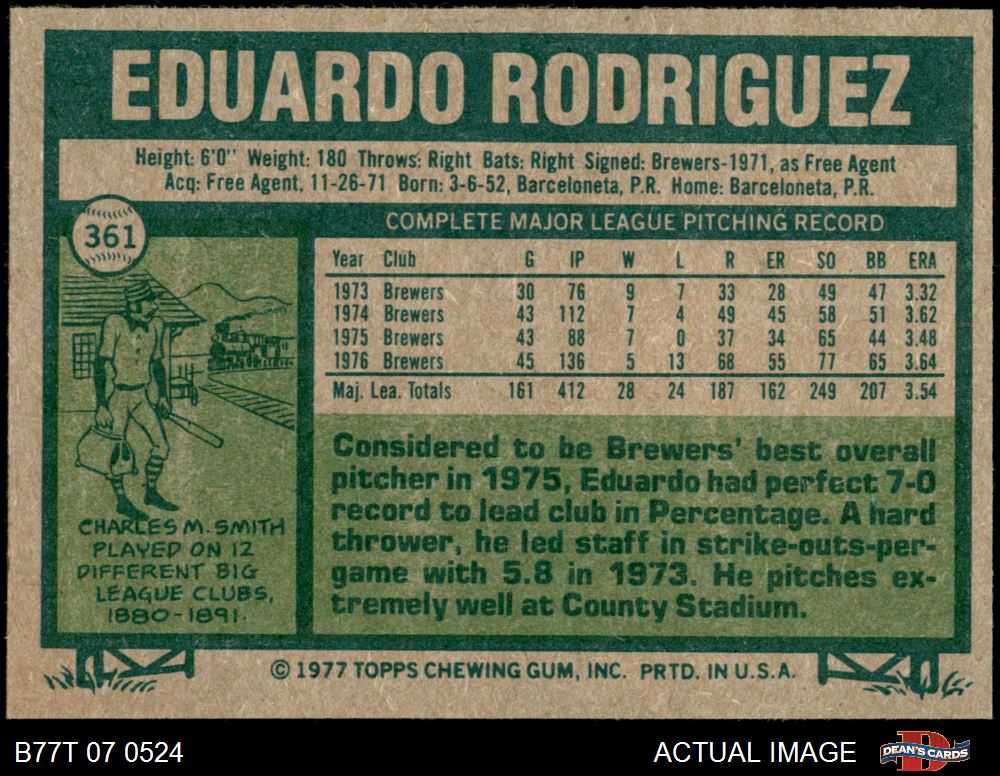 EDUARDO RODRIGUEZ
Height: 6'0" Weight: 180 Throws: Right Bats: Right Signed: Brewers-1971, as Free Agent
Acq: Free Agent, 11-26-71 Born: 3-6-52, Barceloneta, P.R. Home: Barceloneta, P.R.
361
COMPLETE MAJOR LEAGUE PITCHING RECORD
Year Club G IP W L R ER SO BB ERA
1973 Brewers 30 76 9 7 33 28 49 47 3.32
1974 Brewers 43 112 7 4 49 45 58 51 3.62
1975 Brewers 43 88 7 0 37 34 65 44 3.48
1976 Brewers 45 136 5 13 68 55 77 65 3.64
Maj. Lea. Totals 161 412 28 24 187 162 249 207 3.54
Considered to be Brewers' best overall
pitcher in 1975, Eduardo had perfect 7-0
record to lead club in Percentage. A hard
thrower, he led staff in strike-outs-per-
game with 5.8 in 1973. He pitches ex-
tremely well at County Stadium.
CHARLES M. SMITH
PLAYED ON 12
DIFFERENT BIG
LEAGUE CLUBS,
1880-1891.
© 1977 TOPPS CHEWING GUM, INC. PRTD. IN U.S.A.
B77T 07 0524
ACTUAL IMAGE
D
DEAN'S CARDS